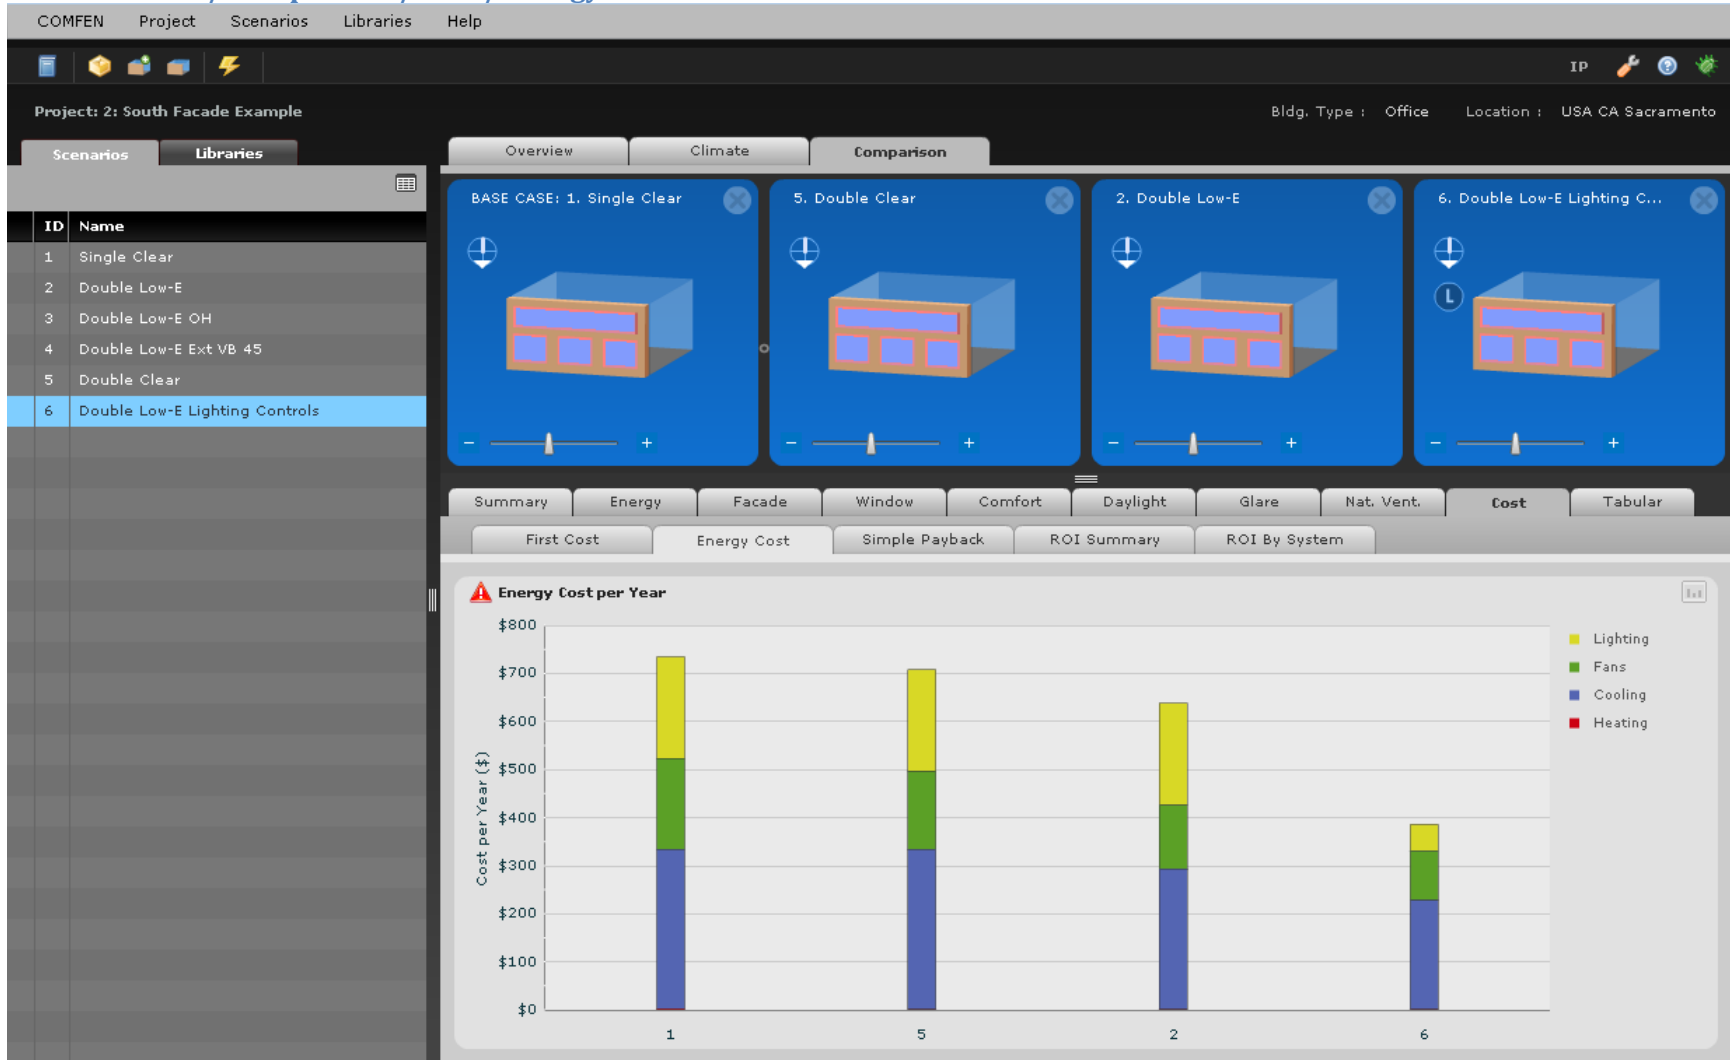 COMFEN Project Scenarios Libraries Help
IP
Project: 2: South Facade Example
Bldg. Type : Office Location : USA CA Sacramento
Scenarios Libraries
Overview Climate Comparison
ID Name
1 Single Clear
2 Double Low-E
3 Double Low-E OH
4 Double Low-E Ext VB 45
5 Double Clear
6 Double Low-E Lighting Controls
BASE CASE: 1. Single Clear
5. Double Clear
2. Double Low-E
6. Double Low-E Lighting C...
L
- +
- +
- +
- +
Summary Energy Facade Window Comfort Daylight Glare Nat. Vent. Cost Tabular
First Cost Energy Cost Simple Payback ROI Summary ROI By System
Energy Cost per Year
Cost per Year ($)
$800
$700
$600
$500
$400
$300
$200
$100
$0
1 5 2 6
Lighting
Fans
Cooling
Heating